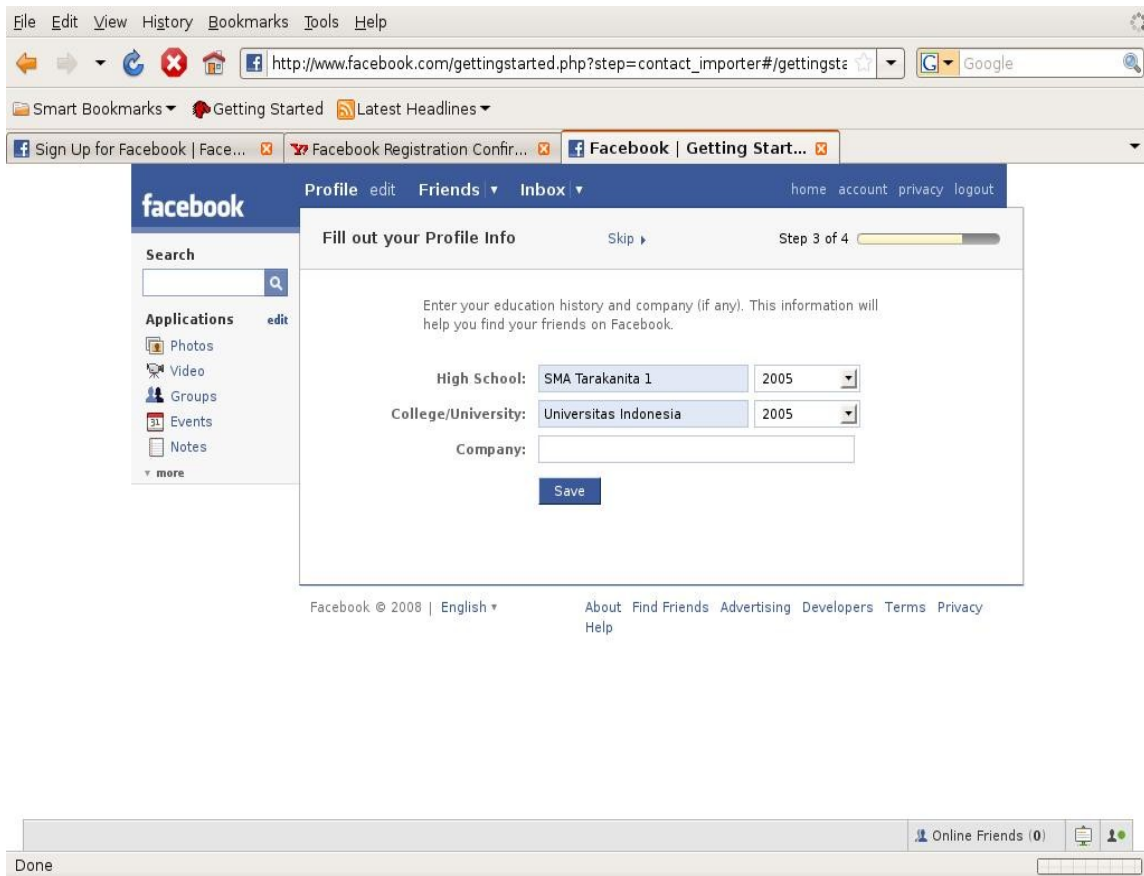 File Edit View History Bookmarks Tools Help
http://www.facebook.com/gettingstarted.php?step=contact_importer#/gettingsta
G Google
Smart Bookmarks Getting Started Latest Headlines
Sign Up for Facebook | Face... Facebook Registration Confir... Facebook | Getting Start...
facebook
Profile edit Friends Inbox home account privacy logout
Fill out your Profile Info Skip Step 3 of 4
Search
Applications edit
Photos
Video
Groups
31 Events
Notes
more
Enter your education history and company (if any). This information will
help you find your friends on Facebook.
High School: SMA Tarakanita 1 2005
College/University: Universitas Indonesia 2005
Company:
Save
Facebook © 2008 | English About Find Friends Advertising Developers Terms Privacy
Help
Online Friends (0)
Done